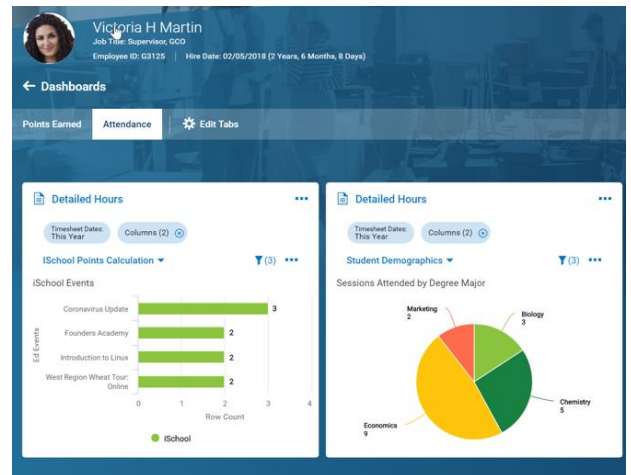 Victoria H Martin
Job Title: Supervisor, GCO
Employee ID: G3125 | Hire Date: 02/05/2018 (2 Years, 6 Months, 8 Days)
← Dashboards
Points Earned
Attendance
Edit Tabs
Detailed Hours
Timesheet Dates:
This Year
Columns (2)
ISchool Points Calculation
(3)
iSchool Events
Ed Events
Coronavirus Update
3
Founders Academy
2
Introduction to Linux
2
West Region Wheat Tour:
Online
2
0 1 2 3 4
Row Count
iSchool
Detailed Hours
Timesheet Dates:
This Year
Columns (2)
Student Demographics
(3)
Sessions Attended by Degree Major
Marketing
2
Biology
3
Chemistry
5
Economics
9